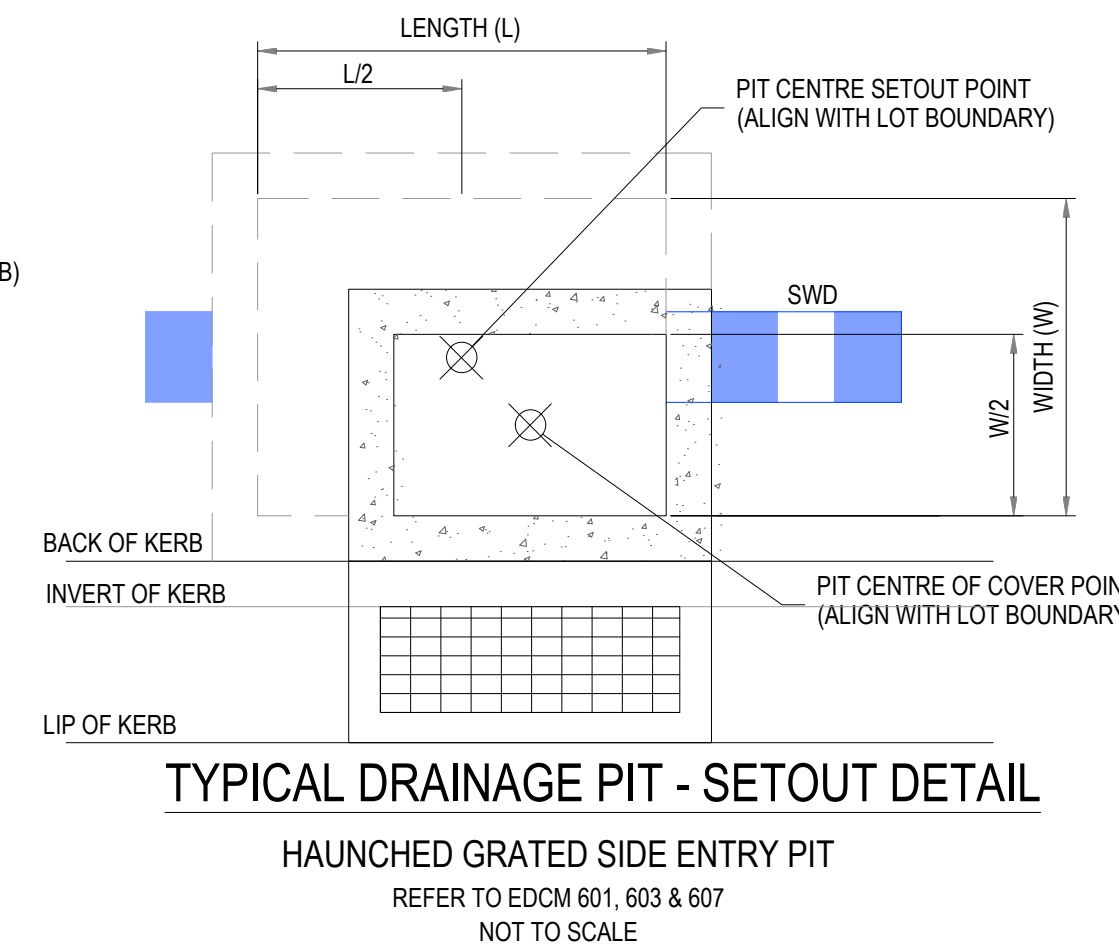 LENGTH (L)
L/2
PIT CENTRE SETOUT POINT
(ALIGN WITH LOT BOUNDARY)
B)
SWD
WIDTH (W)
W/2
BACK OF KERB
INVERT OF KERB
PIT CENTRE OF COVER POIN
(ALIGN WITH LOT BOUNDARY
LIP OF KERB
TYPICAL DRAINAGE PIT - SETOUT DETAIL
HAUNCHED GRATED SIDE ENTRY PIT
REFER TO EDCM 601, 603 & 607
NOT TO SCALE